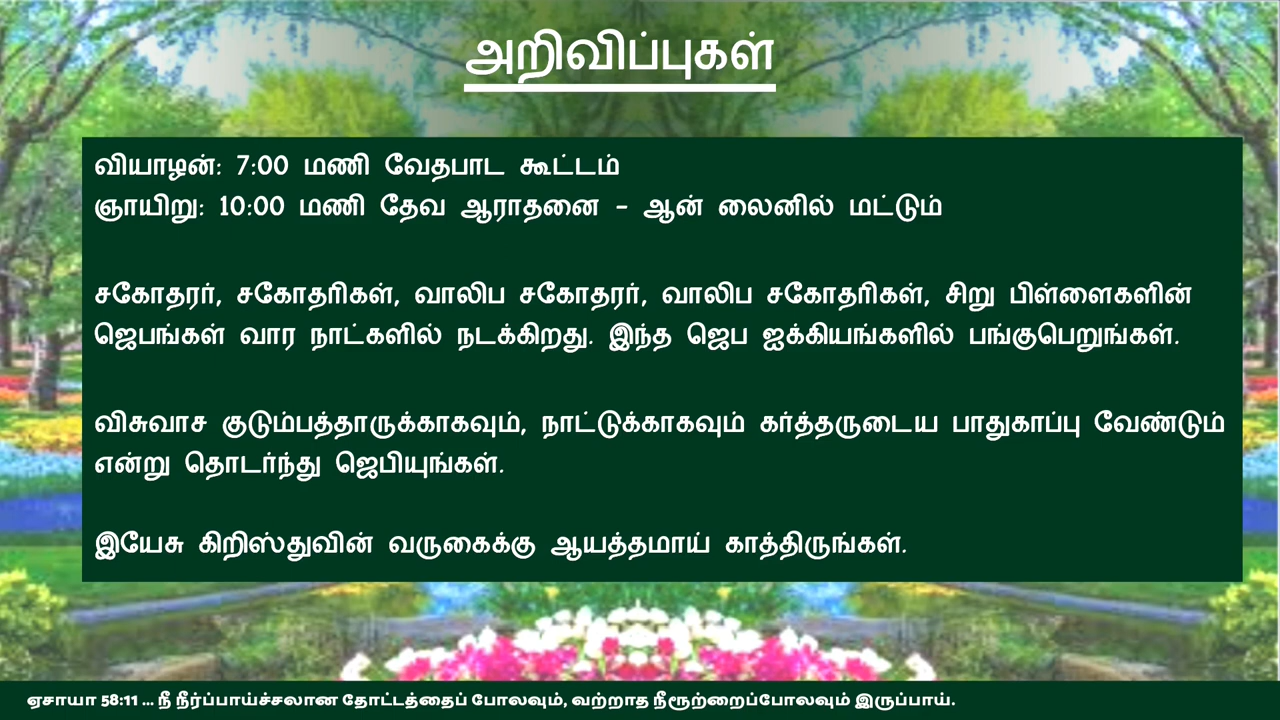 அறிவிப்புகள்
வியாழன்: 7:00 மணி வேதபாட கூட்டம்
ஞாயிறு: 10:00 மணி தேவ ஆராதனை - ஆன் லைனில் மட்டும்
சகோதரர், சகோதரிகள், வாலிப சகோதரர், வாலிப சகோதரிகள், சிறு பிள்ளைகளின்
ஜெபங்கள் வார நாட்களில் நடக்கிறது. இந்த ஜெப ஐக்கியங்களில் பங்குபெறுங்கள்.
விசுவாச குடும்பத்தாருக்காகவும், நாட்டுக்காகவும் கர்த்தருடைய பாதுகாப்பு வேண்டும்
என்று தொடர்ந்து ஜெபியுங்கள்.
இயேசு கிறிஸ்துவின் வருகைக்கு ஆயத்தமாய் காத்திருங்கள்.
ஏசாயா 58:11 ... நீ நீர்ப்பாய்ச்சலான தோட்டத்தைப் போலவும், வற்றாத நீரூற்றைப்போலவும் இருப்பாய்.